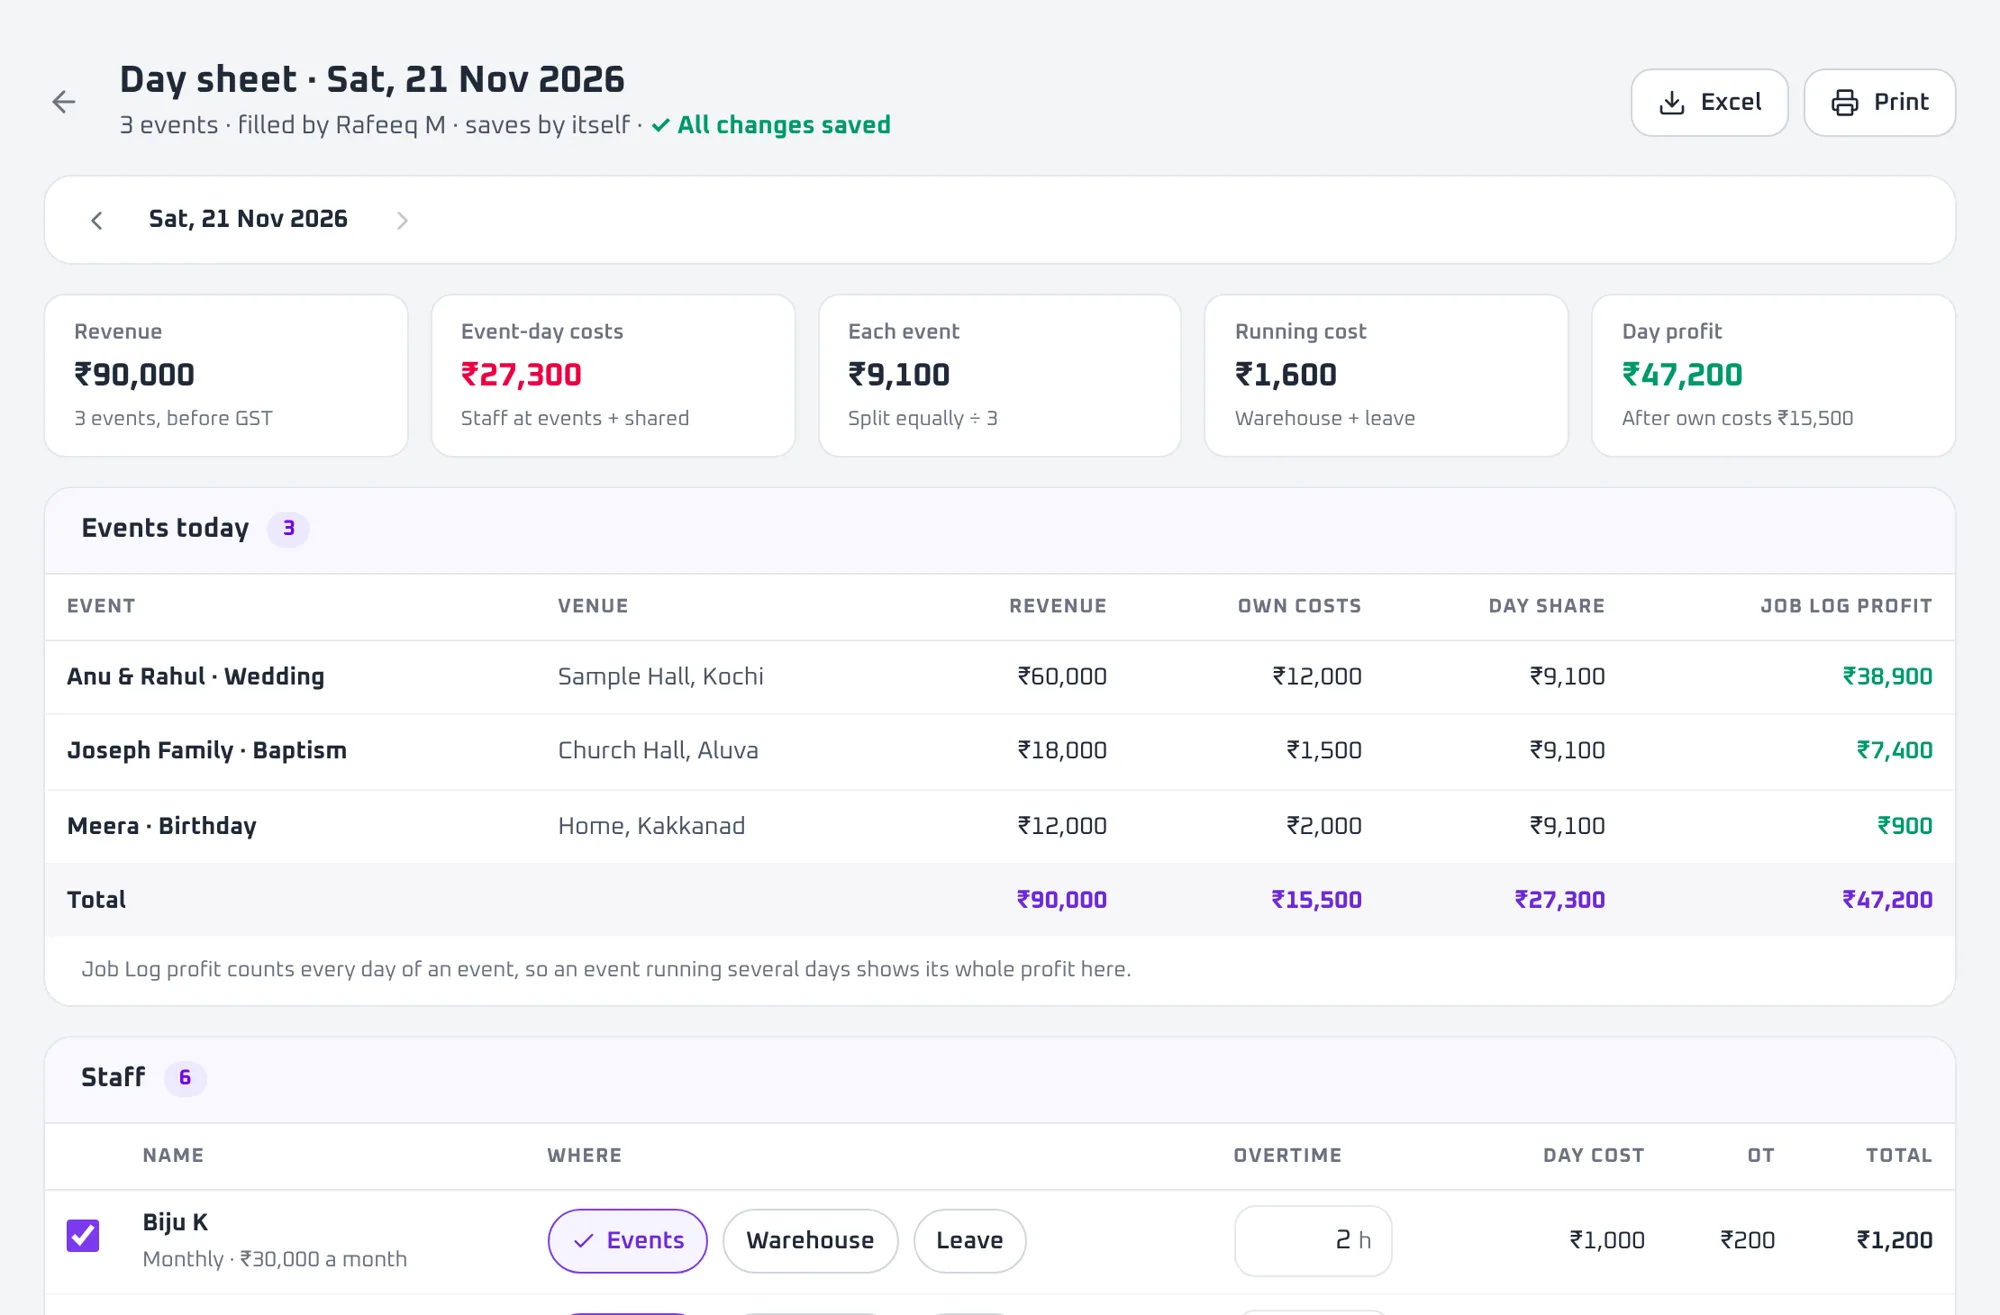 Day sheet · Sat, 21 Nov 2026
3 events · filled by Rafeeq M · saves by itself · ✓ All changes saved
Excel
Print
Sat, 21 Nov 2026
Revenue
₹90,000
3 events, before GST
Event-day costs
₹27,300
Staff at events + shared
Each event
₹9,100
Split equally ÷ 3
Running cost
₹1,600
Warehouse + leave
Day profit
₹47,200
After own costs ₹15,500
Events today 3
EVENT VENUE REVENUE OWN COSTS DAY SHARE JOB LOG PROFIT
Anu & Rahul · Wedding Sample Hall, Kochi ₹60,000 ₹12,000 ₹9,100 ₹38,900
Joseph Family · Baptism Church Hall, Aluva ₹18,000 ₹1,500 ₹9,100 ₹7,400
Meera · Birthday Home, Kakkanad ₹12,000 ₹2,000 ₹9,100 ₹900
Total ₹90,000 ₹15,500 ₹27,300 ₹47,200
Job Log profit counts every day of an event, so an event running several days shows its whole profit here.
Staff 6
NAME WHERE OVERTIME DAY COST OT TOTAL
Biju K
Monthly · ₹30,000 a month
✓ Events Warehouse Leave 2 h ₹1,000 ₹200 ₹1,200